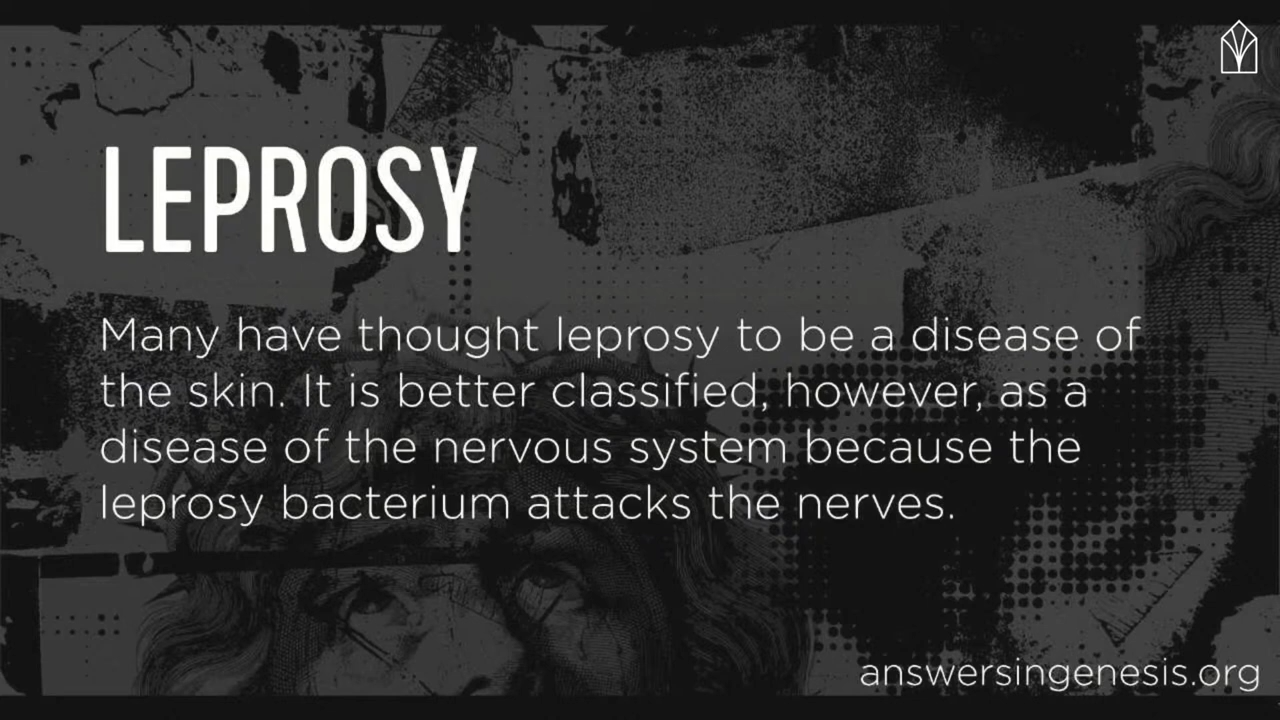 LEPROSY
Many have thought leprosy to be a disease of
the skin. It is better classified, however, as a
disease of the nervous system because the
leprosy bacterium attacks the nerves.
answersingenesis.org